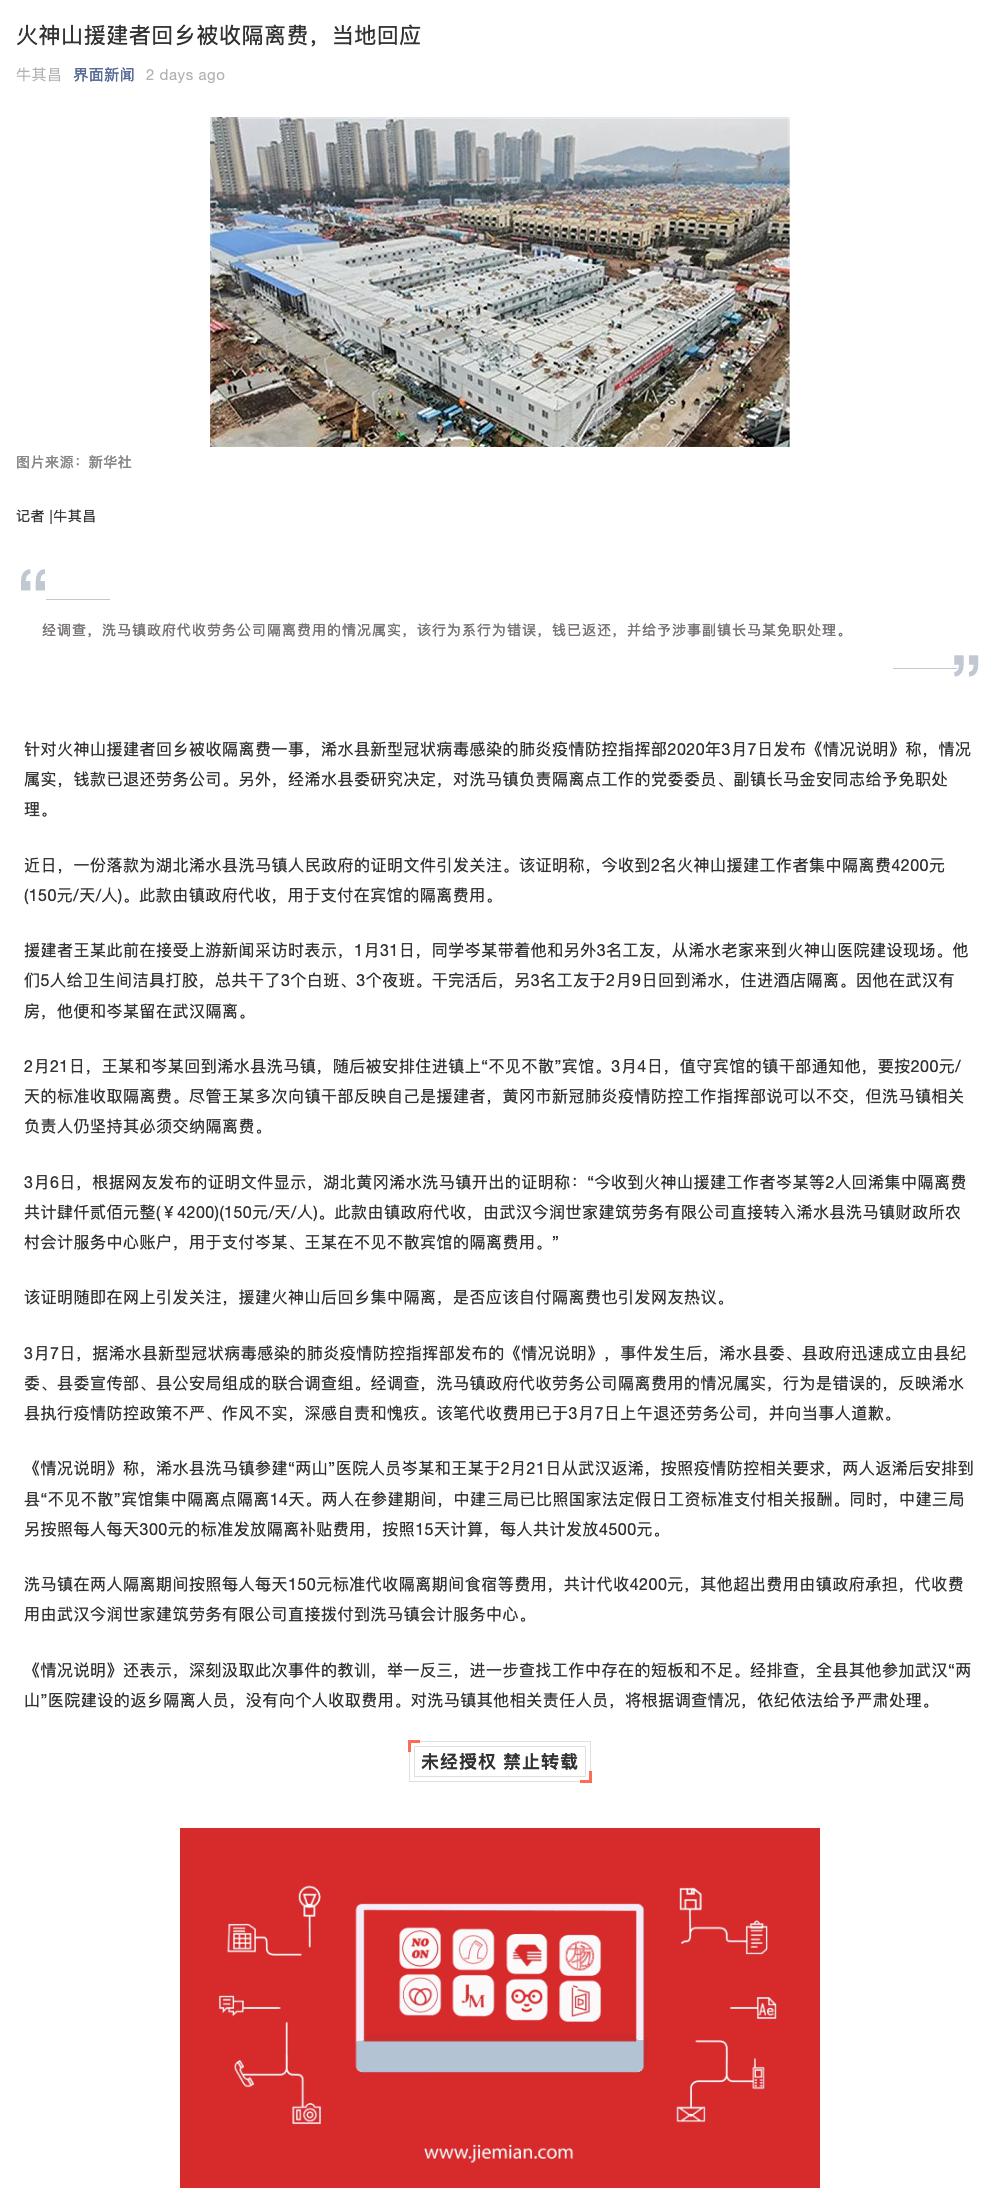 火神山援建者回乡被收隔离费，当地回应
牛其昌 界面新闻 2 days ago
图片来源：新华社
记者 |牛其昌
“
经调查，洗马镇政府代收劳务公司隔离费用的情况属实，该行为系行为错误，钱已返还，并给予涉事副镇长马某免职处理。
”
针对火神山援建者回乡被收隔离费一事，浠水县新型冠状病毒感染的肺炎疫情防控指挥部2020年3月7日发布《情况说明》称，情况
属实，钱款已退还劳务公司。另外，经浠水县委研究决定，对洗马镇负责隔离点工作的党委委员、副镇长马金安同志给予免职处
理。
近日，一份落款为湖北浠水县洗马镇人民政府的证明文件引发关注。该证明称，今收到2名火神山援建工作者集中隔离费4200元
(150元/天/人)。此款由镇政府代收，用于支付在宾馆的隔离费用。
援建者王某此前在接受上游新闻采访时表示，1月31日，同学岑某带着他和另外3名工友，从浠水老家来到火神山医院建设现场。他
们5人给卫生间洁具打胶，总共干了3个白班、3个夜班。干完活后，另3名工友于2月9日回到浠水，住进酒店隔离。因他在武汉有
房，他便和岑某留在武汉隔离。
2月21日，王某和岑某回到浠水县洗马镇，随后被安排住进镇上“不见不散”宾馆。3月4日，值守宾馆的镇干部通知他，要按200元/
天的标准收取隔离费。尽管王某多次向镇干部反映自己是援建者，黄冈市新冠肺炎疫情防控工作指挥部说可以不交，但洗马镇相关
负责人仍坚持其必须交纳隔离费。
3月6日，根据网友发布的证明文件显示，湖北黄冈浠水洗马镇开出的证明称：“今收到火神山援建工作者岑某等2人回浠集中隔离费
共计肆仟贰佰元整(￥4200)(150元/天/人)。此款由镇政府代收，由武汉今润世家建筑劳务有限公司直接转入浠水县洗马镇财政所农
村会计服务中心账户，用于支付岑某、王某在不见不散宾馆的隔离费用。”
该证明随即在网上引发关注，援建火神山后回乡集中隔离，是否应该自付隔离费也引发网友热议。
3月7日，据浠水县新型冠状病毒感染的肺炎疫情防控指挥部发布的《情况说明》，事件发生后，浠水县委、县政府迅速成立由县纪
委、县委宣传部、县公安局组成的联合调查组。经调查，洗马镇政府代收劳务公司隔离费用的情况属实，行为是错误的，反映浠水
县执行疫情防控政策不严、作风不实，深感自责和愧疚。该笔代收费用已于3月7日上午退还劳务公司，并向当事人道歉。
《情况说明》称，浠水县洗马镇参建“两山”医院人员岑某和王某于2月21日从武汉返浠，按照疫情防控相关要求，两人返浠后安排到
县“不见不散”宾馆集中隔离点隔离14天。两人在参建期间，中建三局已比照国家法定假日工资标准支付相关报酬。同时，中建三局
另按照每人每天300元的标准发放隔离补贴费用，按照15天计算，每人共计发放4500元。
洗马镇在两人隔离期间按照每人每天150元标准代收隔离期间食宿等费用，共计代收4200元，其他超出费用由镇政府承担，代收费
用由武汉今润世家建筑劳务有限公司直接拨付到洗马镇会计服务中心。
《情况说明》还表示，深刻汲取此次事件的教训，举一反三，进一步查找工作中存在的短板和不足。经排查，全县其他参加武汉“两
山”医院建设的返乡隔离人员，没有向个人收取费用。对洗马镇其他相关责任人员，将根据调查情况，依纪依法给予严肃处理。
未经授权 禁止转载
NO
ON
JM
Ae
www.jiemian.com